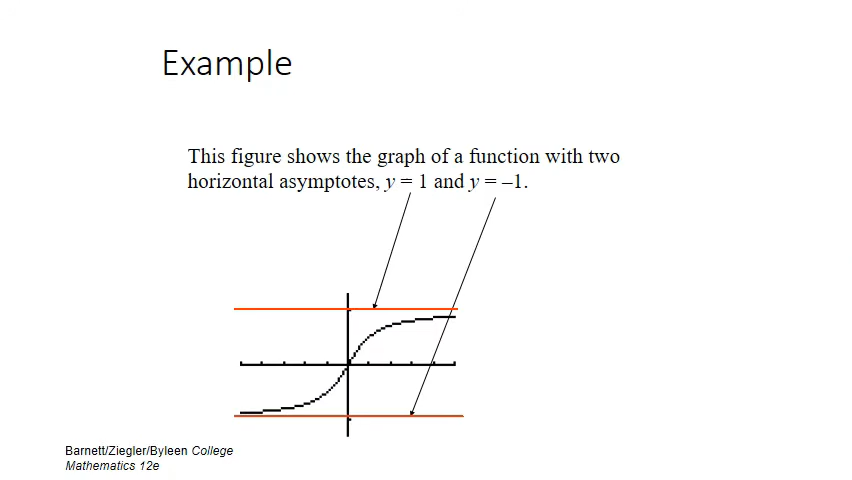 Example
This figure shows the graph of a function with two
horizontal asymptotes, y = 1 and y = –1.
Barnett/Ziegler/Byleen College
Mathematics 12e